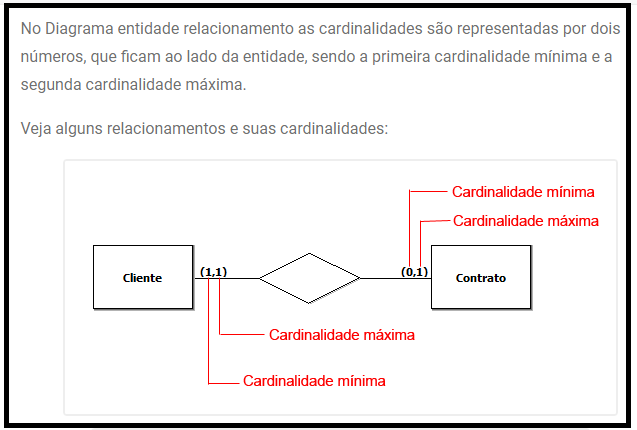 No Diagrama entidade relacionamento as cardinalidades são representadas por dois
números, que ficam ao lado da entidade, sendo a primeira cardinalidade mínima e a
segunda cardinalidade máxima.
Veja alguns relacionamentos e suas cardinalidades:
Cardinalidade mínima
Cardinalidade máxima
Cliente
(1,1)
(0,1)
Contrato
Cardinalidade máxima
Cardinalidade mínima